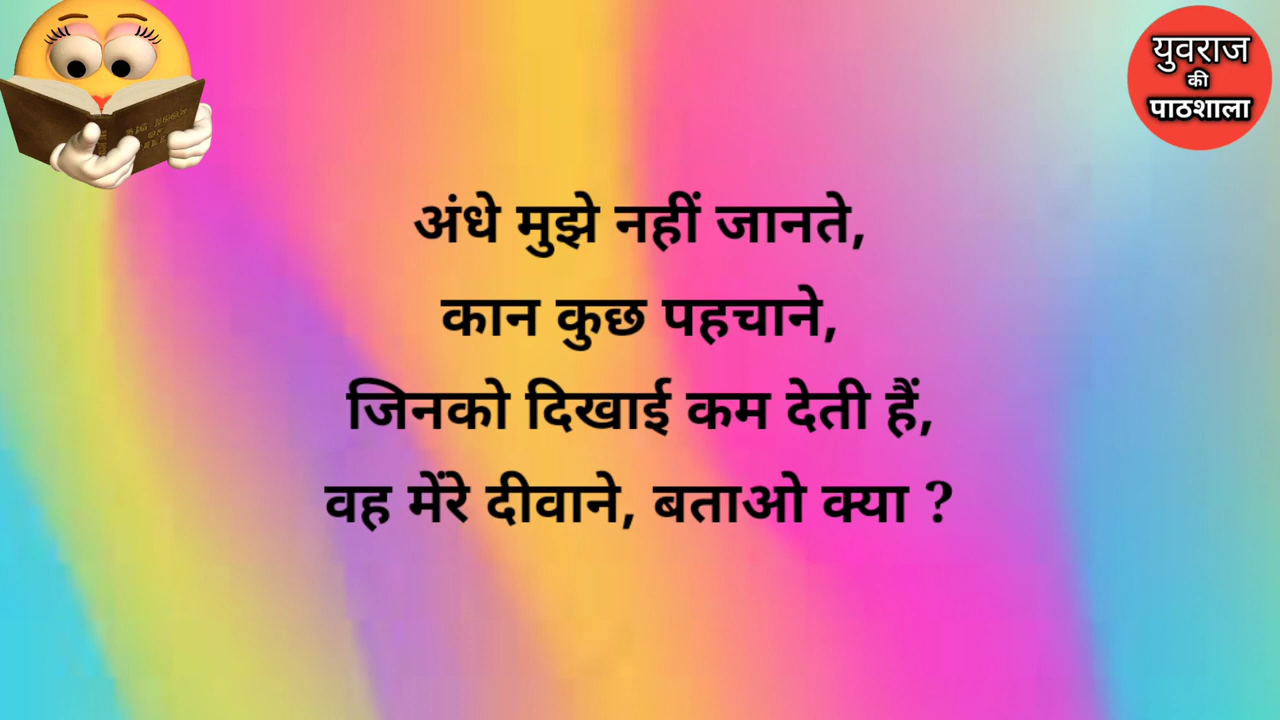 युवराज
की
पाठशाला
अंधे मुझे नहीं जानते,
कान कुछ पहचाने,
जिनको दिखाई कम देती हैं,
वह मेंरे दीवाने, बताओ क्या ?